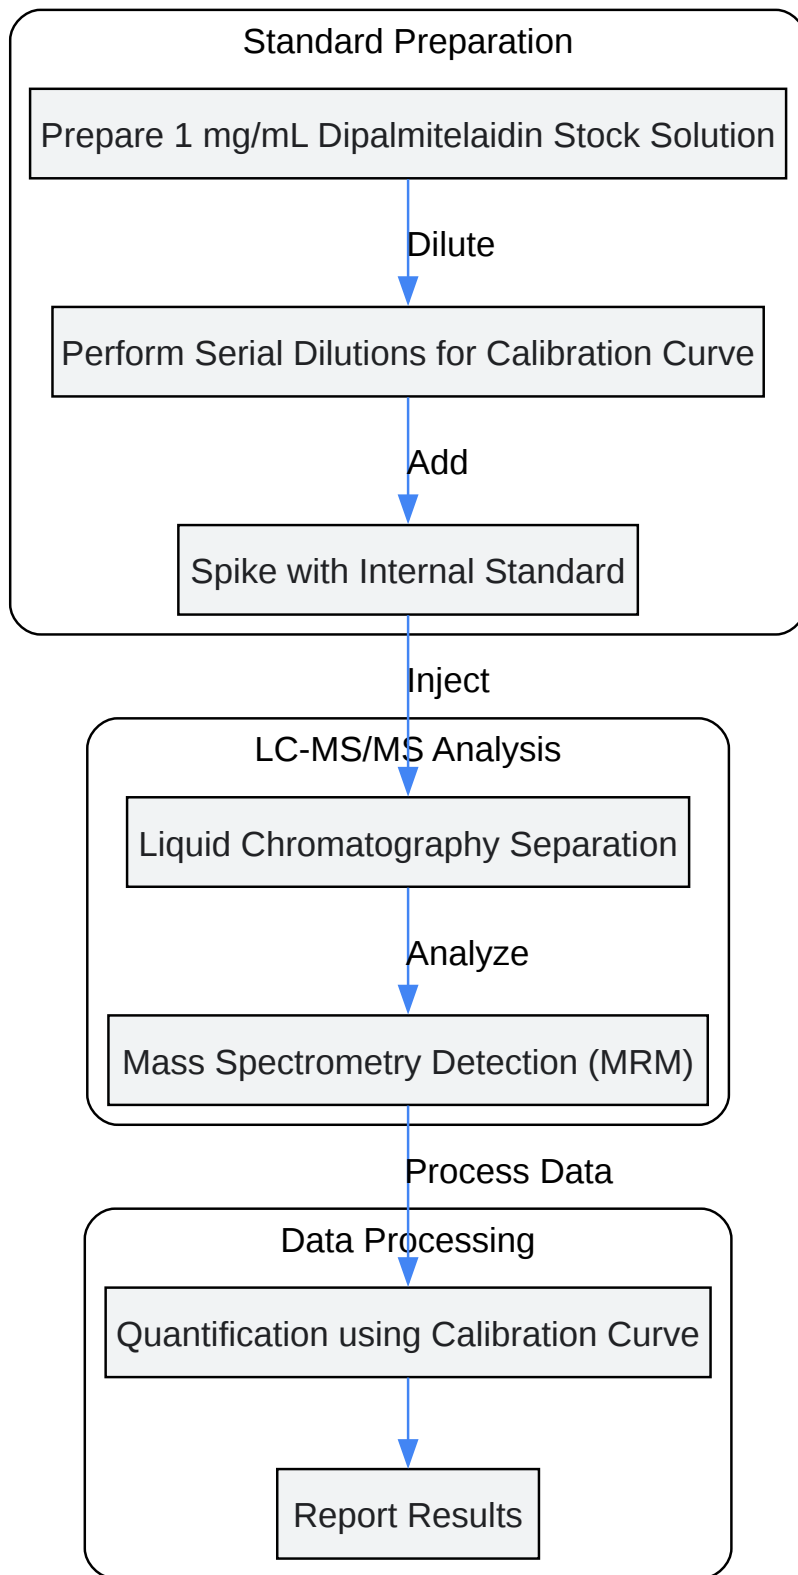 Standard Preparation
Prepare 1 mg/mL Dipalmitelaidin Stock Solution
Dilute
Perform Serial Dilutions for Calibration Curve
Add
Spike with Internal Standard
Inject
LC-MS/MS Analysis
Liquid Chromatography Separation
Analyze
Mass Spectrometry Detection (MRM)
Process Data
Data Processing
Quantification using Calibration Curve
Report Results